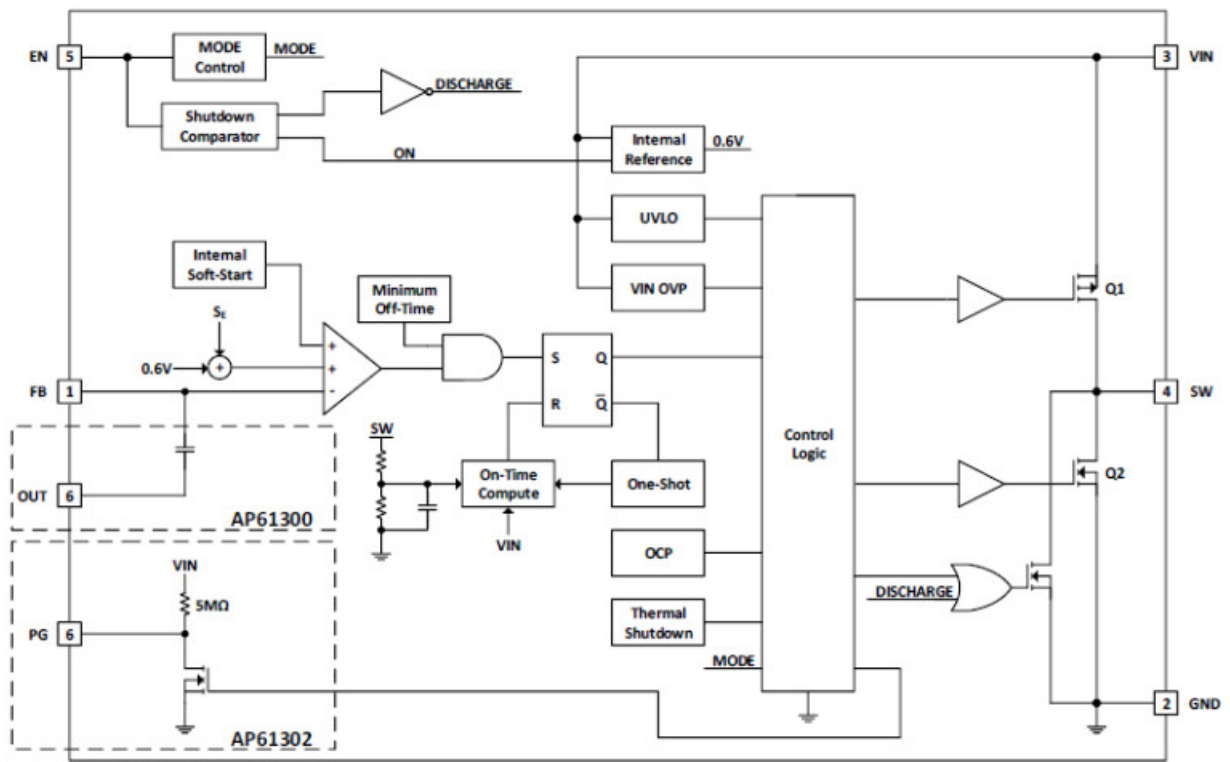 EN 5
MODE
Control
MODE
DISCHARGE
Shutdown
Comparator
ON
3 VIN
Internal
Reference
0.6V
UVLO
VIN OVP
Internal
Soft-Start
Minimum
Off-Time
SE
0.6V
+
+
+
-
FB 1
S Q
R Q̅
Q1
4 SW
Control
Logic
Q2
SW
On-Time
Compute
One-Shot
VIN
OUT 6
AP61300
OCP
DISCHARGE
Thermal
Shutdown
MODE
VIN
5MΩ
PG 6
AP61302
2 GND